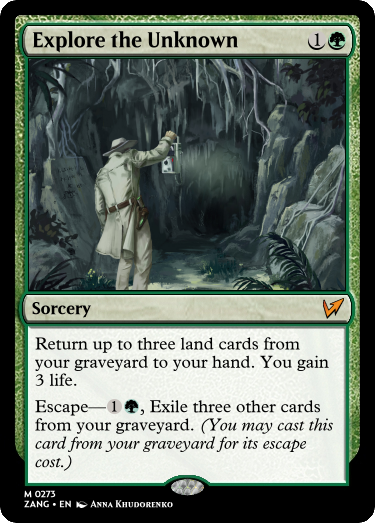 Explore the Unknown 1
Sorcery
Return up to three land cards from
your graveyard to your hand. You gain
3 life.
Escape—1, Exile three other cards
from your graveyard. (You may cast this
card from your graveyard for its escape
cost.)
M 0273
ZANG • EN Anna Khudorenko